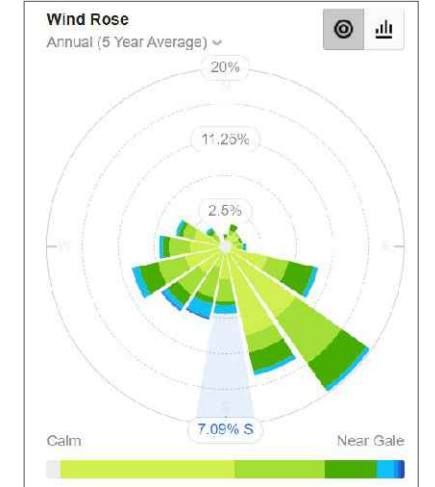 Wind Rose
Annual (5 Year Average)
20%
11.25%
2.5%
W
7.09% S
Calm
Near Gale